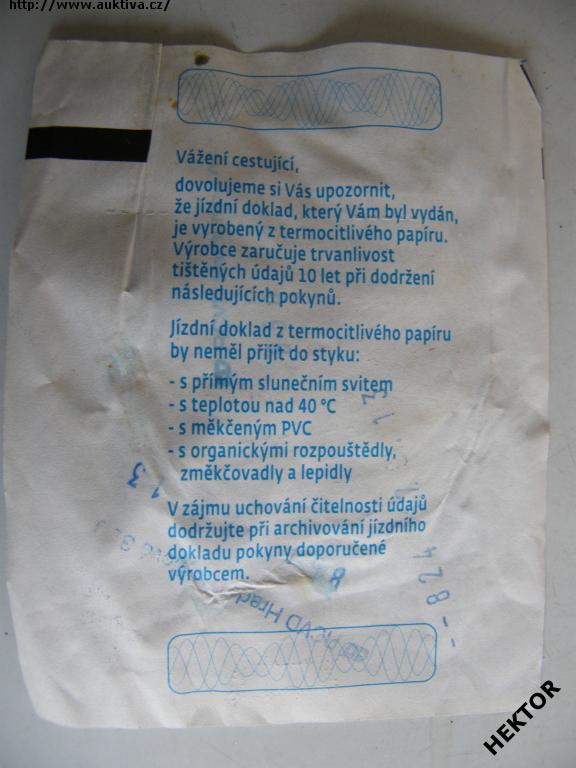 http://www.auktiva.cz/
Vážení cestující,
dovolujeme si Vás upozornit,
že jízdní doklad, který Vám byl vydán,
je vyrobený z termocitlivého papíru.
Výrobce zaručuje trvanlivost
tištěných údajů 10 let při dodržení
následujících pokynů.
Jízdní doklad z termocitlivého papíru
by neměl přijít do styku:
- s přímým slunečním svitem
- s teplotou nad 40 °C
- s měkčeným PVC
- s organickými rozpouštědly,
změkčovadly a lepidly
V zájmu uchování čitelnosti údajů
dodržujte při archivování jízdního
dokladu pokyny doporučené
výrobcem.
13
8
- 824
HEKTOR